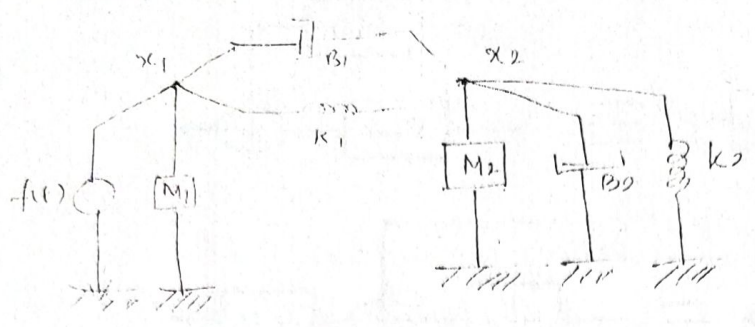 x₁
B₁
x₂
K₁
f(t)
M₁
M₂
B₂
K₂